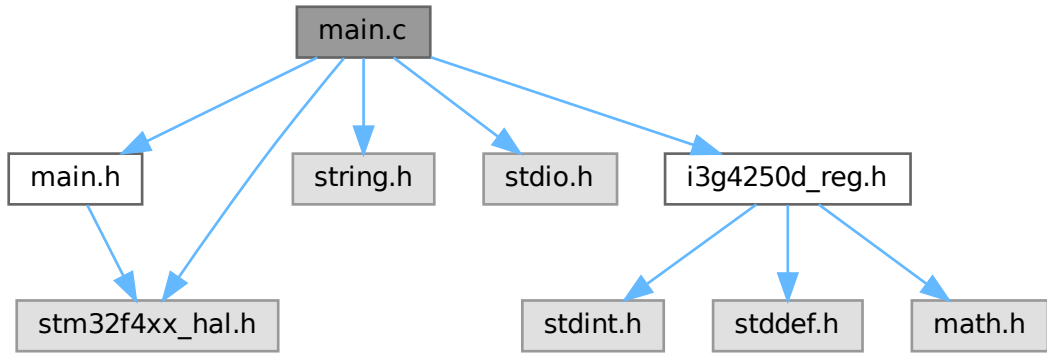 main.c
main.h
string.h
stdio.h
i3g4250d_reg.h
stm32f4xx_hal.h
stdint.h
stddef.h
math.h